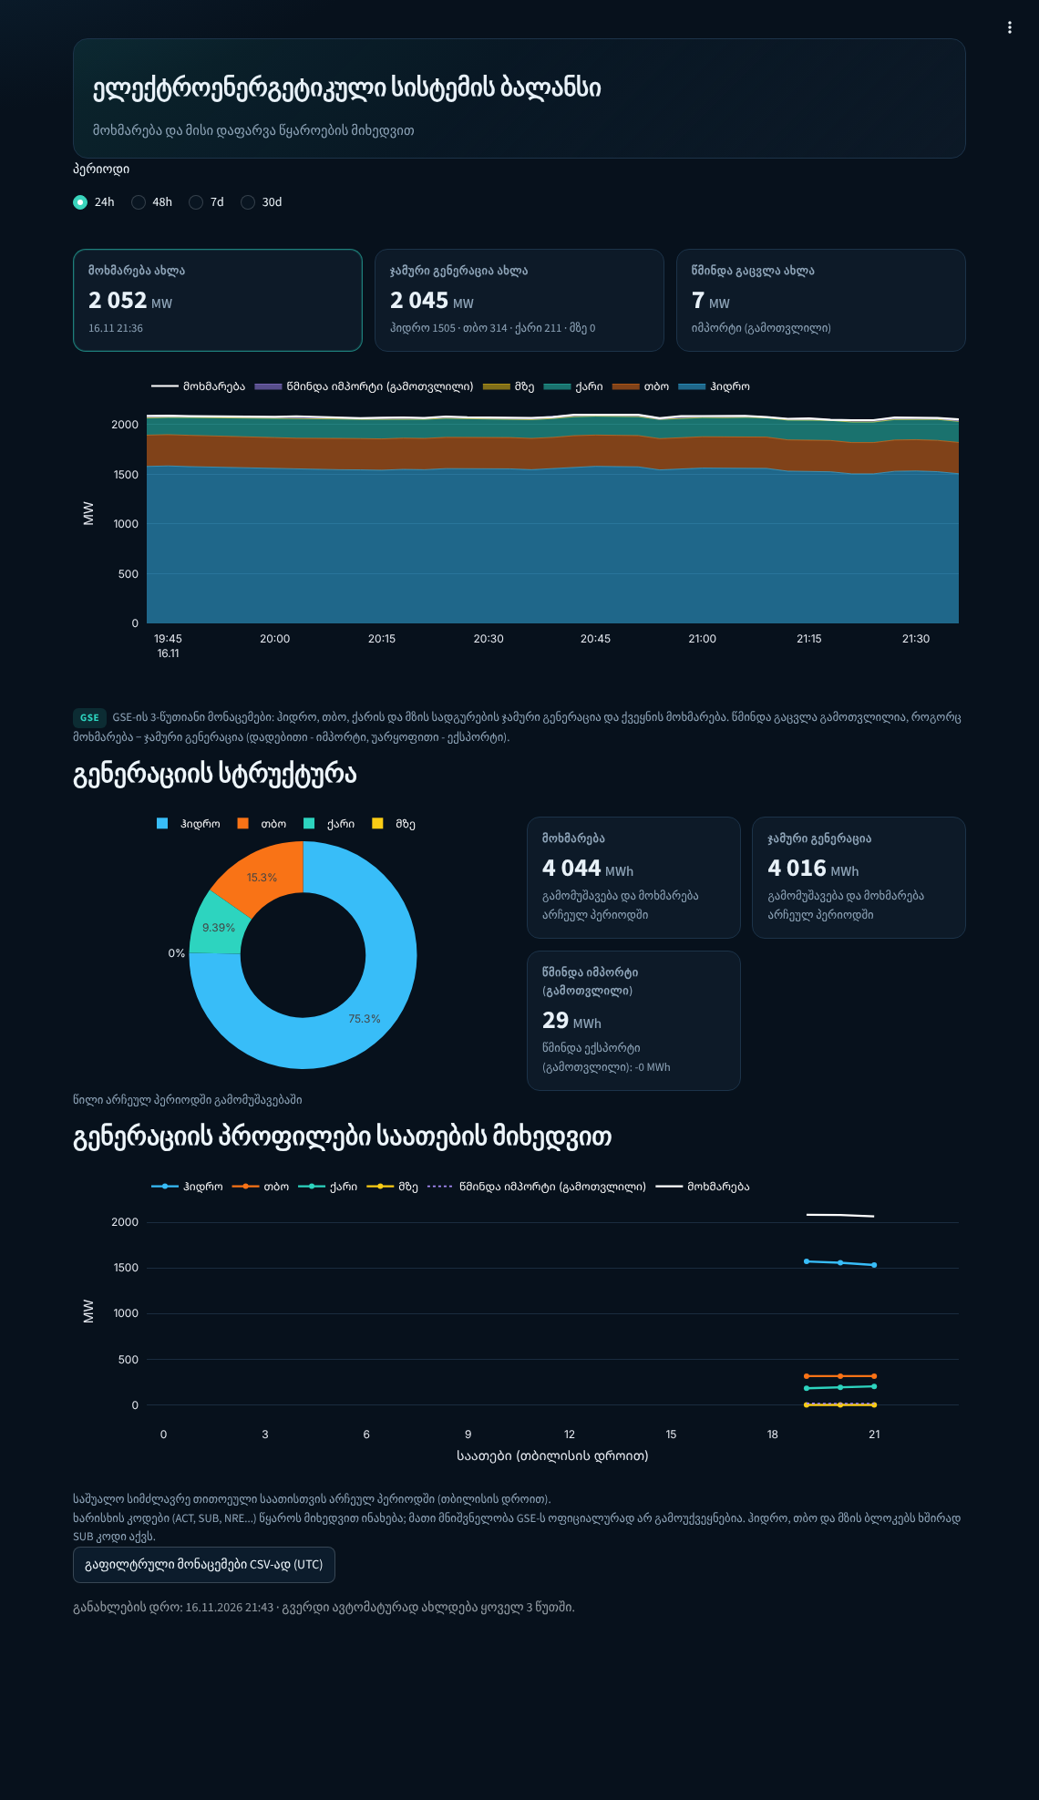 ელექტროენერგეტიკული სისტემის ბალანსი
მოხმარება და მისი დაფარვა წყაროების მიხედვით
პერიოდი
24h 48h 7d 30d
მოხმარება ახლა
2 052 MW
16.11 21:36
ჯამური გენერაცია ახლა
2 045 MW
ჰიდრო 1505 · თბო 314 · ქარი 211 · მზე 0
წმინდა გაცვლა ახლა
7 MW
იმპორტი (გამოთვლილი)
მოხმარება წმინდა იმპორტი (გამოთვლილი) მზე ქარი თბო ჰიდრო
2000
1500
1000
500
0
MW
19:45 20:00 20:15 20:30 20:45 21:00 21:15 21:30
16.11
GSE GSE-ის 3-წუთიანი მონაცემები: ჰიდრო, თბო, ქარის და მზის სადგურების ჯამური გენერაცია და ქვეყნის მოხმარება. წმინდა გაცვლა გამოთვლილია, როგორც
მოხმარება − ჯამური გენერაცია (დადებითი - იმპორტი, უარყოფითი - ექსპორტი).
გენერაციის სტრუქტურა
ჰიდრო თბო ქარი მზე
15.3%
9.39%
0%
75.3%
წილი არჩეულ პერიოდში გამომუშავებაში
მოხმარება
4 044 MWh
გამომუშავება და მოხმარება
არჩეულ პერიოდში
ჯამური გენერაცია
4 016 MWh
გამომუშავება და მოხმარება
არჩეულ პერიოდში
წმინდა იმპორტი
(გამოთვლილი)
29 MWh
წმინდა ექსპორტი
(გამოთვლილი): -0 MWh
გენერაციის პროფილები საათების მიხედვით
ჰიდრო თბო ქარი მზე წმინდა იმპორტი (გამოთვლილი) მოხმარება
2000
1500
1000
500
0
MW
0 3 6 9 12 15 18 21
საათები (თბილისის დროით)
საშუალო სიმძლავრე თითოეული საათისთვის არჩეულ პერიოდში (თბილისის დროით).
ხარისხის კოდები (ACT, SUB, NRE...) წყაროს მიხედვით ინახება; მათი მნიშვნელობა GSE-ს ოფიციალურად არ გამოუქვეყნებია. ჰიდრო, თბო და მზის ბლოკებს ხშირად
SUB კოდი აქვს.
გაფილტრული მონაცემები CSV-ად (UTC)
განახლების დრო: 16.11.2026 21:43 · გვერდი ავტომატურად ახლდება ყოველ 3 წუთში.